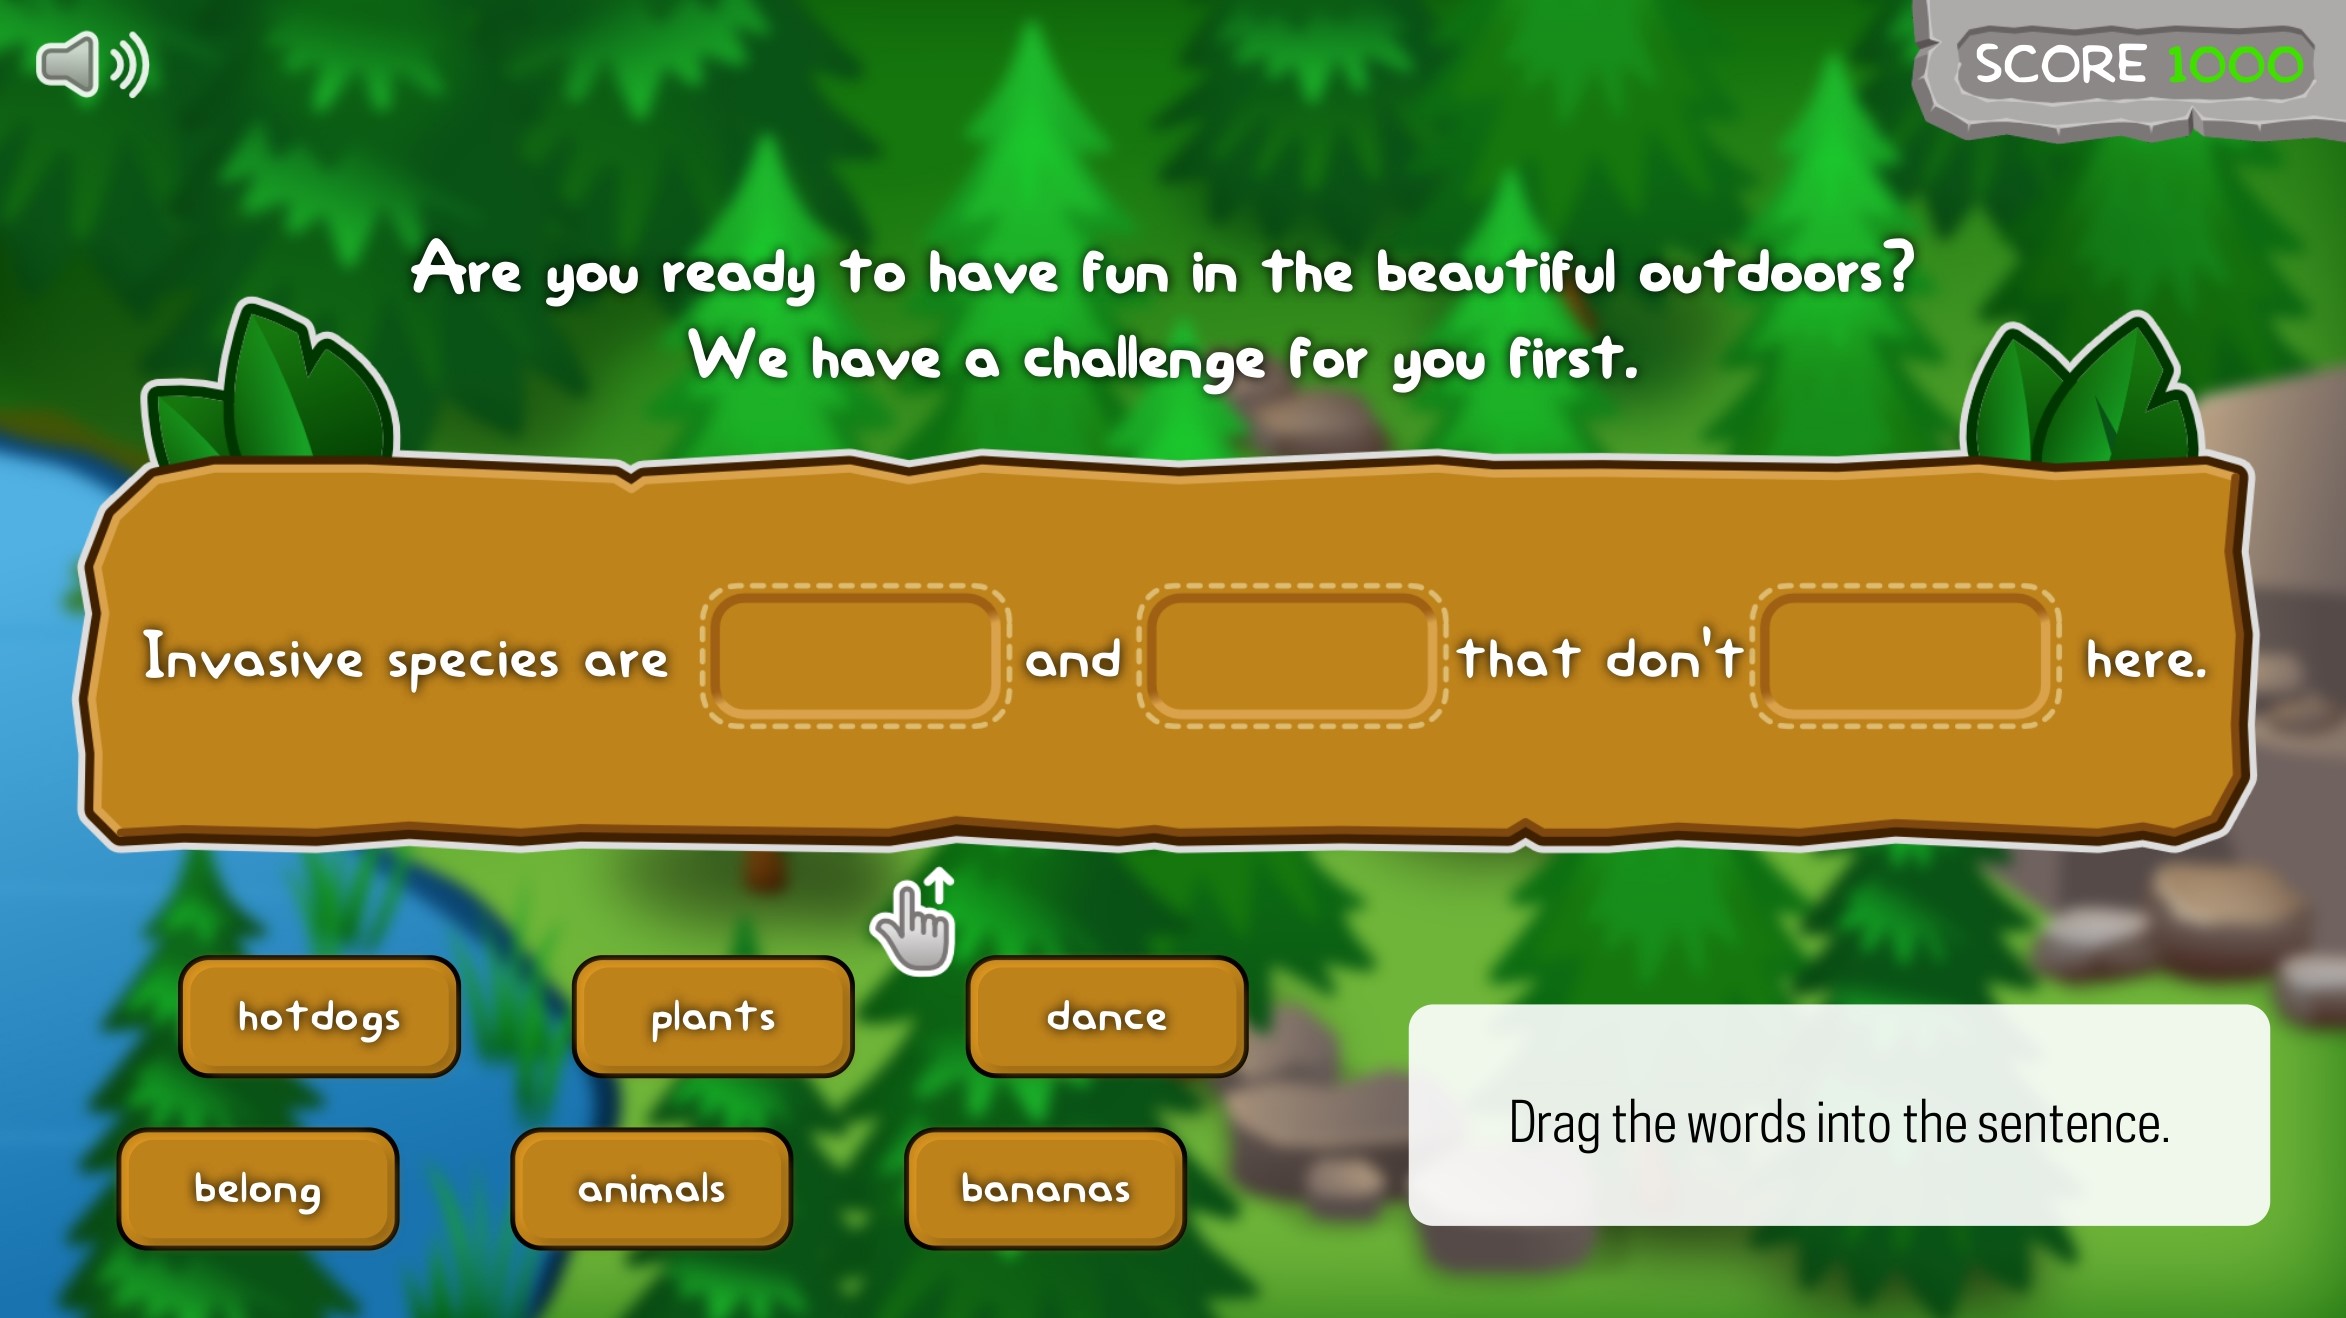 SCORE 1000
Are you ready to have fun in the beautiful outdoors?
We have a challenge for you first.
Invasive species are and that don't here.
hotdogs plants dance
belong animals bananas
Drag the words into the sentence.